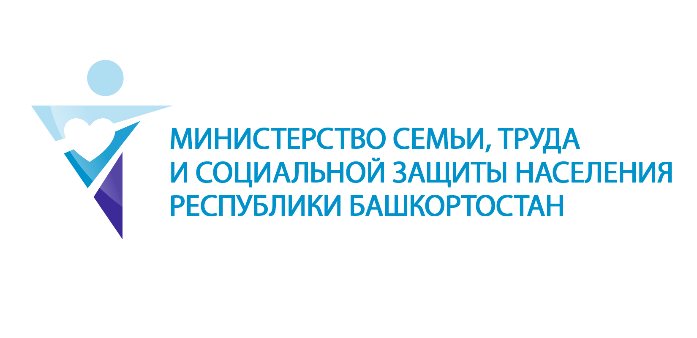 МИНИСТЕРСТВО СЕМЬИ, ТРУДА
И СОЦИАЛЬНОЙ ЗАЩИТЫ НАСЕЛЕНИЯ
РЕСПУБЛИКИ БАШКОРТОСТАН